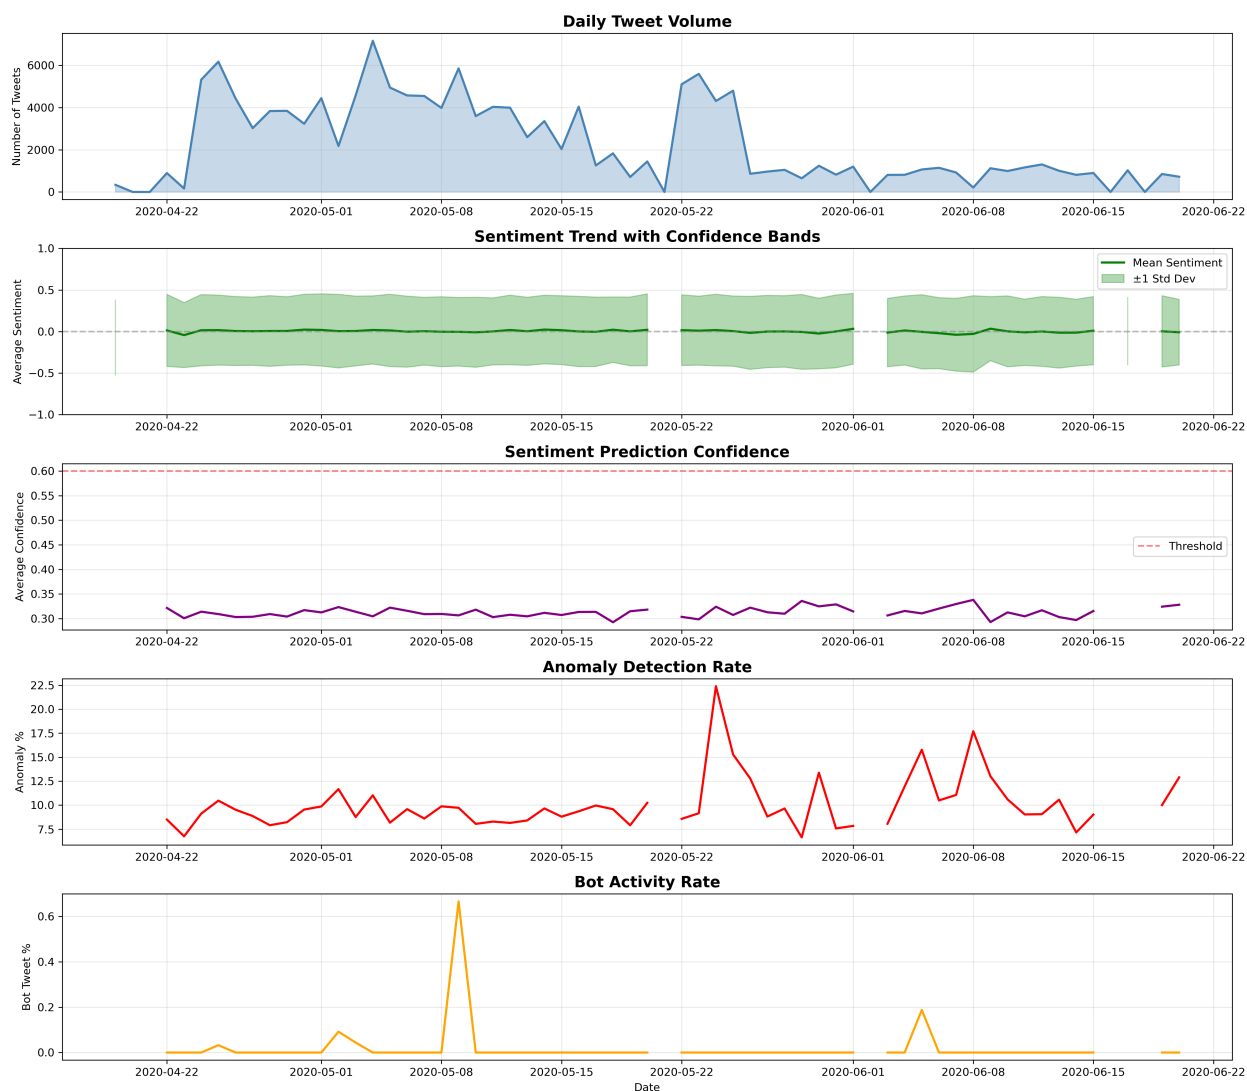 Daily Tweet Volume
Number of Tweets
6000
4000
2000
0
2020-04-22 2020-05-01 2020-05-08 2020-05-15 2020-05-22 2020-06-01 2020-06-08 2020-06-15 2020-06-22
Sentiment Trend with Confidence Bands
Average Sentiment
1.0
0.5
0.0
−0.5
−1.0
Mean Sentiment
±1 Std Dev
2020-04-22 2020-05-01 2020-05-08 2020-05-15 2020-05-22 2020-06-01 2020-06-08 2020-06-15 2020-06-22
Sentiment Prediction Confidence
Average Confidence
0.60
0.55
0.50
0.45
0.40
0.35
0.30
Threshold
2020-04-22 2020-05-01 2020-05-08 2020-05-15 2020-05-22 2020-06-01 2020-06-08 2020-06-15 2020-06-22
Anomaly Detection Rate
Anomaly %
22.5
20.0
17.5
15.0
12.5
10.0
7.5
2020-04-22 2020-05-01 2020-05-08 2020-05-15 2020-05-22 2020-06-01 2020-06-08 2020-06-15 2020-06-22
Bot Activity Rate
Bot Tweet %
0.6
0.4
0.2
0.0
2020-04-22 2020-05-01 2020-05-08 2020-05-15 2020-05-22 2020-06-01 2020-06-08 2020-06-15 2020-06-22
Date